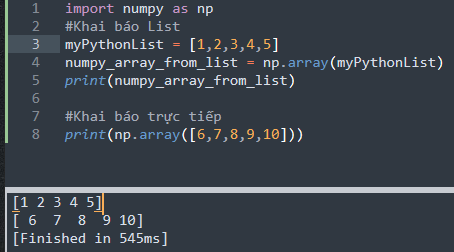 1 import numpy as np
2 #Khai báo List
3 myPythonList = [1,2,3,4,5]
4 numpy_array_from_list = np.array(myPythonList)
5 print(numpy_array_from_list)
6
7 #Khai báo trực tiếp
8 print(np.array([6,7,8,9,10]))
[1 2 3 4 5]
[ 6  7  8  9 10]
[Finished in 545ms]